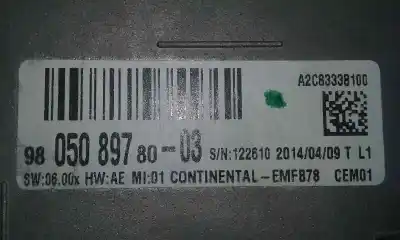 A2C83338100
98 050 897 80-03 S/N:122610 2014/04/09 T L1
SW:06.00x HW:AE MI:01 CONTINENTAL-EMF878 CEM01